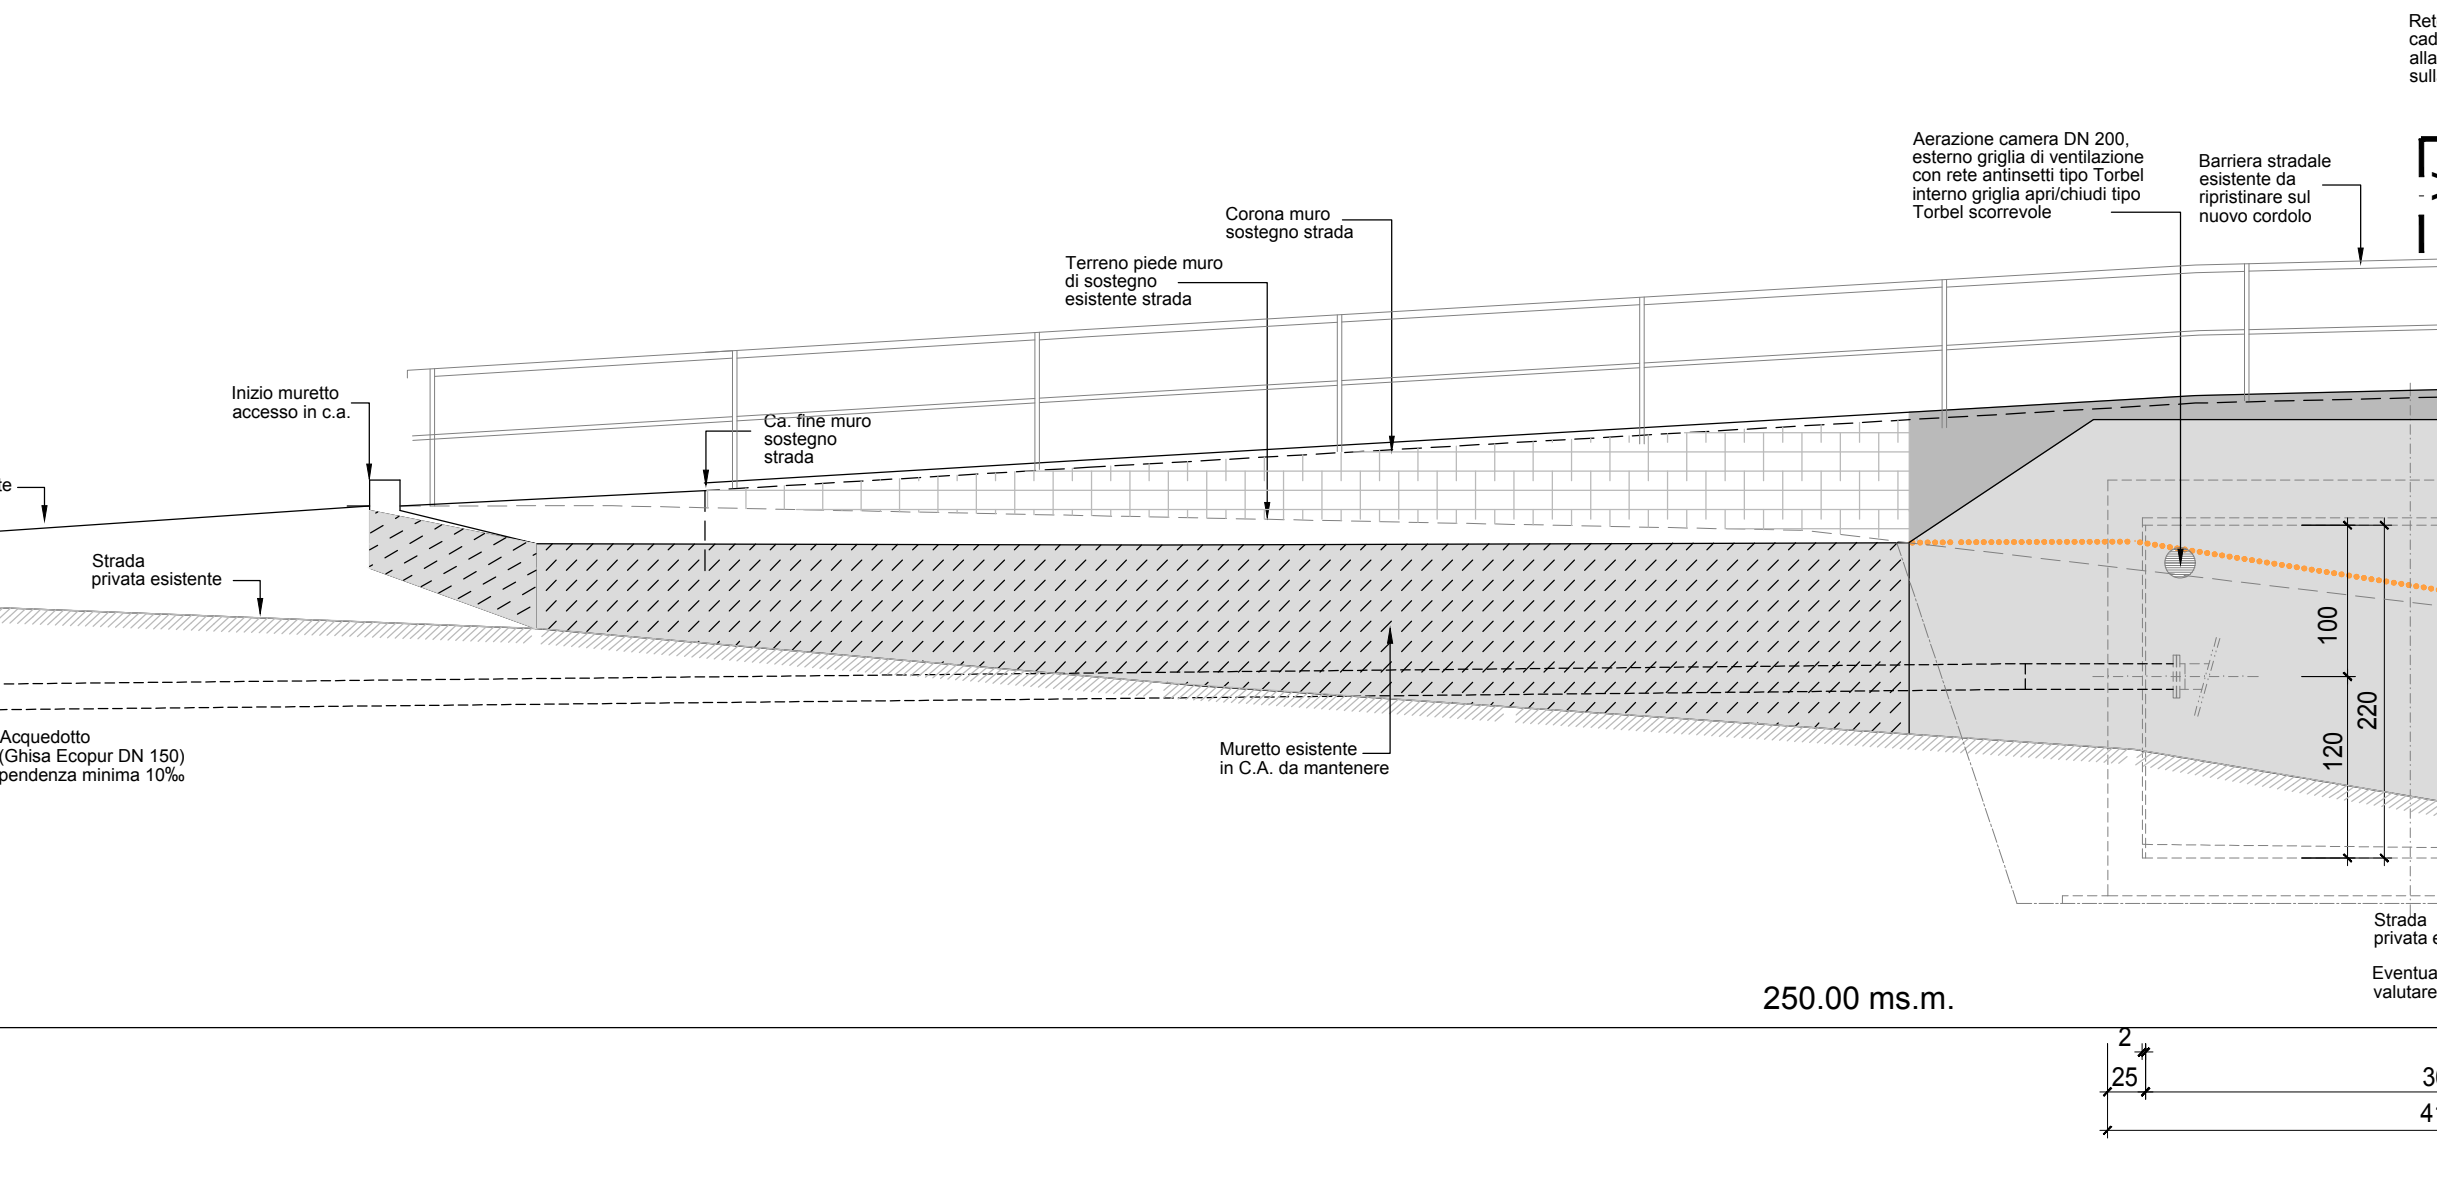 Aerazione camera DN 200,
esterno griglia di ventilazione
con rete antinsetti tipo Torbel
interno griglia apri/chiudi tipo
Torbel scorrevole
Barriera stradale
esistente da
ripristinare sul
nuovo cordolo
Corona muro
sostegno strada
Terreno piede muro
di sostegno
esistente strada
Inizio muretto
accesso in c.a.
Ca. fine muro
sostegno
strada
Strada
privata esistente
Acquedotto
(Ghisa Ecopur DN 150)
pendenza minima 10‰
Muretto esistente
in C.A. da mantenere
100
220
120
Strada
privata
250.00 ms.m.
valutare
2
25